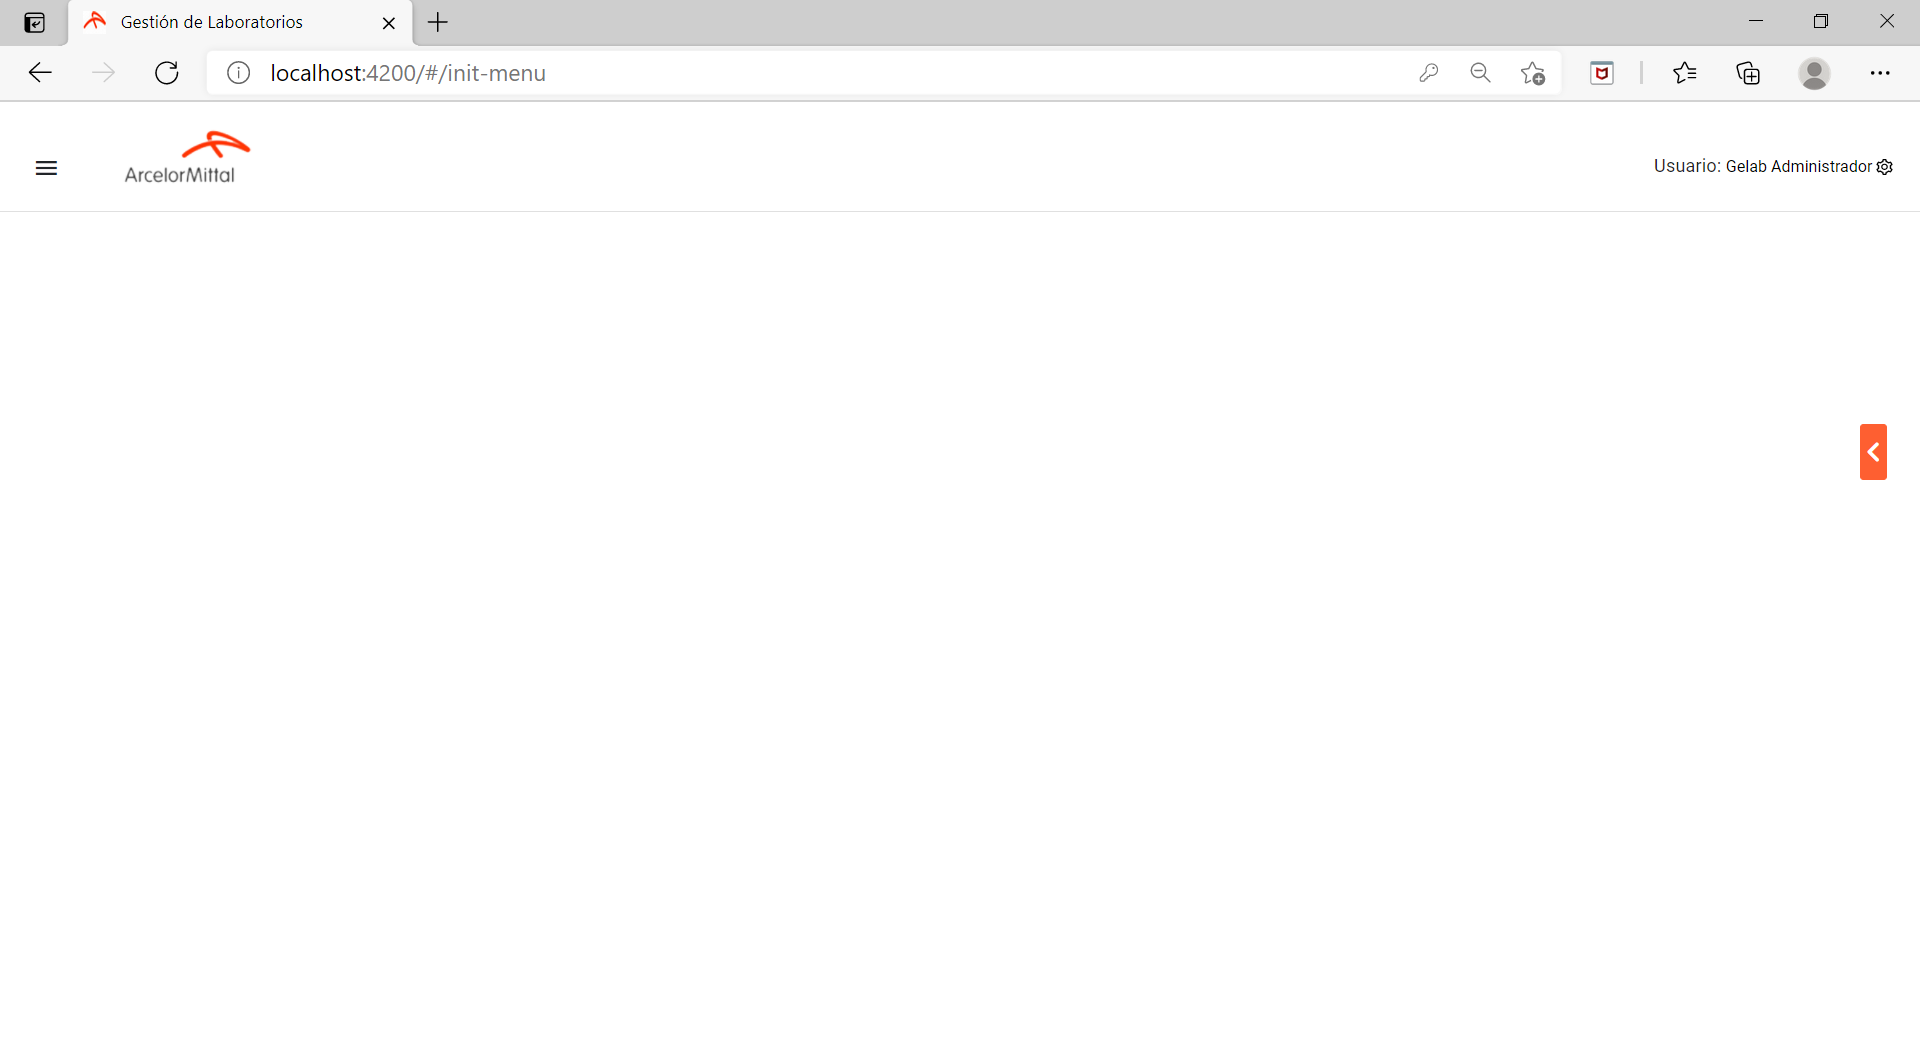 Gestión de Laboratorios
localhost:4200/#/init-menu
ArcelorMittal
Usuario: Gelab Administrador